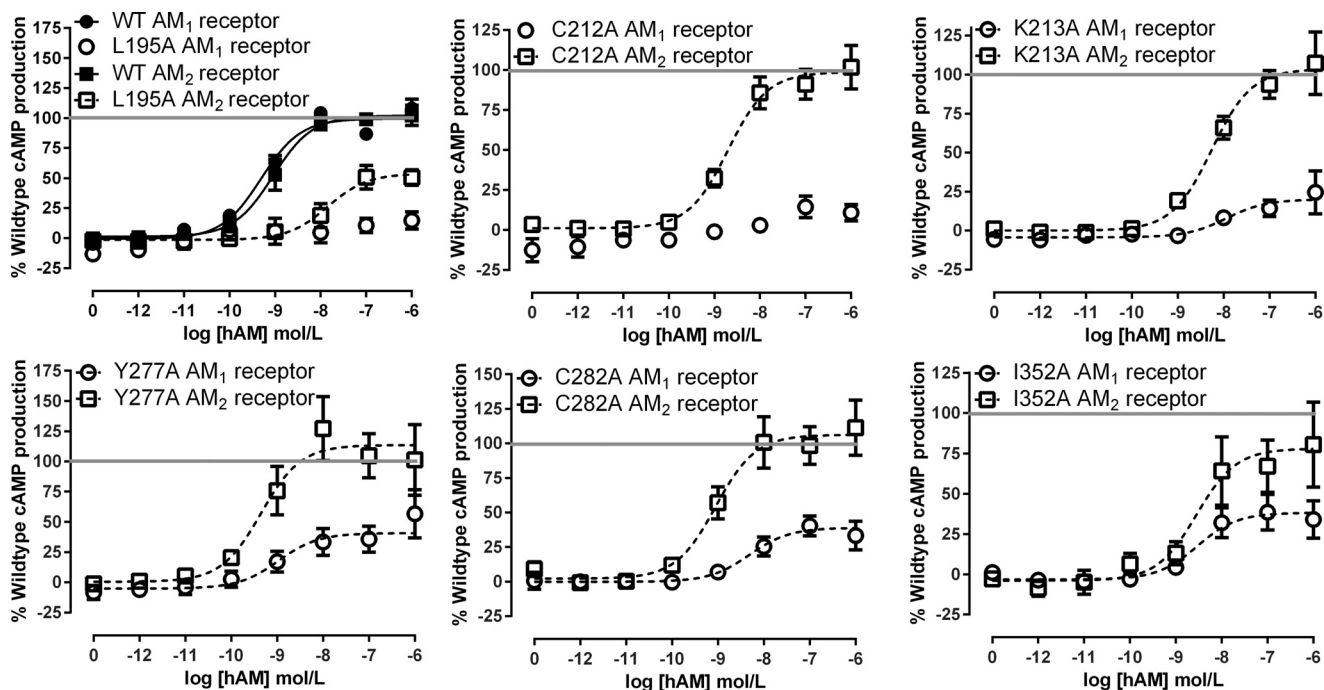 WT AM₁ receptor
L195A AM₁ receptor
WT AM₂ receptor
L195A AM₂ receptor
% Wildtype cAMP production
175
150
125
100
75
50
25
0
-25
0 -12 -11 -10 -9 -8 -7 -6
log [hAM] mol/L
C212A AM₁ receptor
C212A AM₂ receptor
% Wildtype cAMP production
125
100
75
50
25
0
-25
0 -12 -11 -10 -9 -8 -7 -6
log [hAM] mol/L
K213A AM₁ receptor
K213A AM₂ receptor
% Wildtype cAMP production
125
100
75
50
25
0
-25
0 -12 -11 -10 -9 -8 -7 -6
log [hAM] mol/L
Y277A AM₁ receptor
Y277A AM₂ receptor
% Wildtype cAMP production
175
150
125
100
75
50
25
0
-25
0 -12 -11 -10 -9 -8 -7 -6
log [hAM] mol/L
C282A AM₁ receptor
C282A AM₂ receptor
% Wildtype cAMP production
150
125
100
75
50
25
0
-25
0 -12 -11 -10 -9 -8 -7 -6
log [hAM] mol/L
I352A AM₁ receptor
I352A AM₂ receptor
% Wildtype cAMP production
125
100
75
50
25
0
-25
0 -12 -11 -10 -9 -8 -7 -6
log [hAM] mol/L